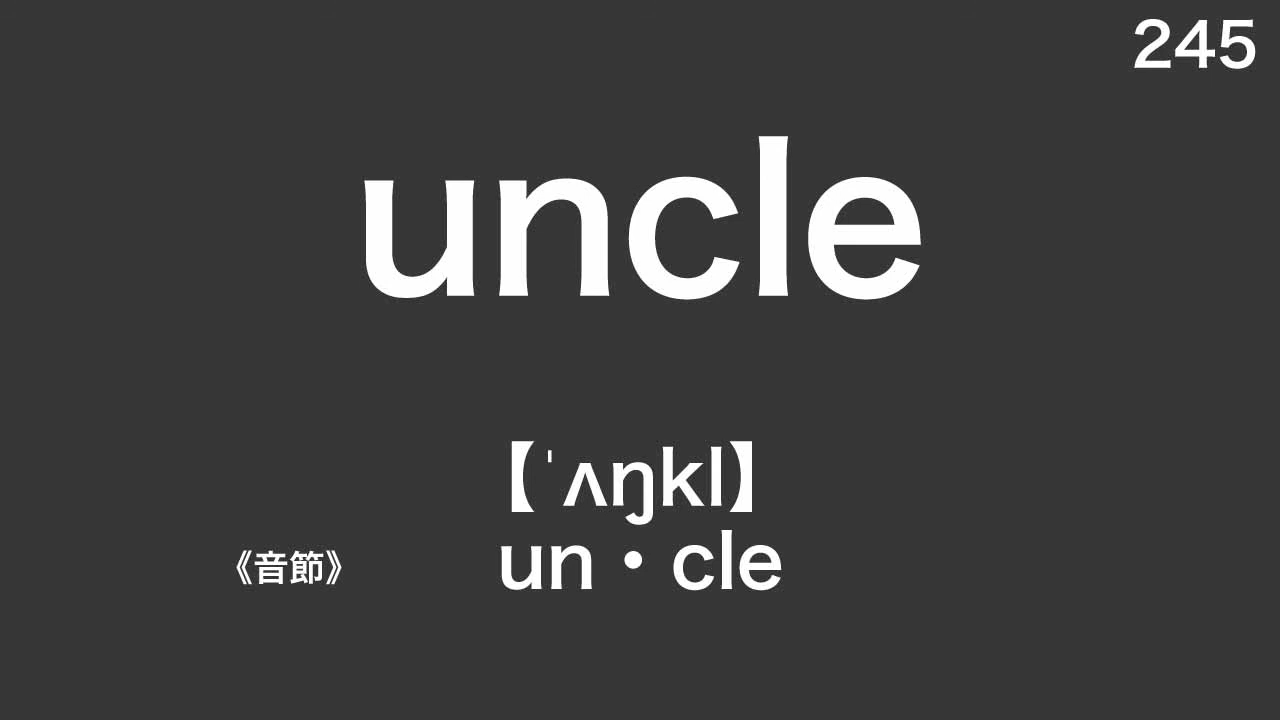 245
uncle
【ˈʌŋkl】
《音節》 un・cle